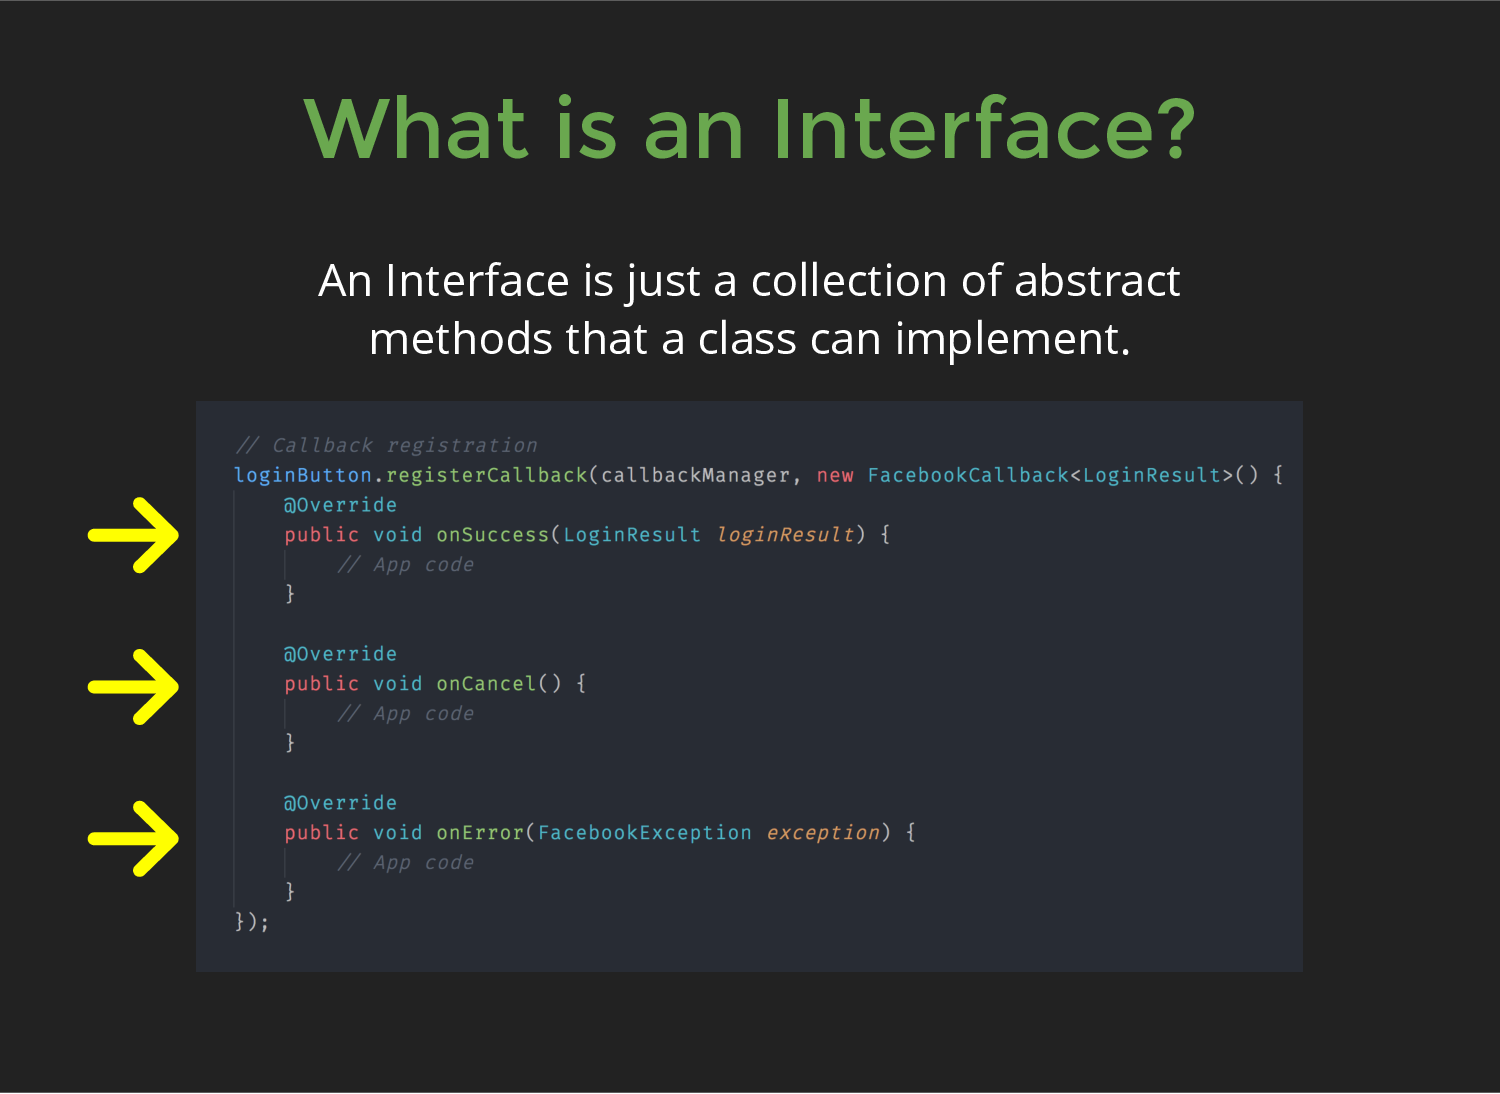 What is an Interface?
An Interface is just a collection of abstract
methods that a class can implement.
// Callback registration
loginButton.registerCallback(callbackManager, new FacebookCallback<LoginResult>() {
@Override
public void onSuccess(LoginResult loginResult) {
// App code
}
@Override
public void onCancel() {
// App code
}
@Override
public void onError(FacebookException exception) {
// App code
}
});